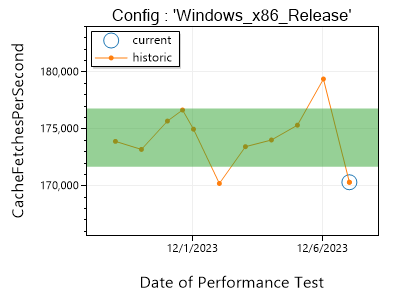 Config : 'Windows_x86_Release'
current
historic
CacheFetchesPerSecond
180,000
175,000
170,000
12/1/2023
12/6/2023
Date of Performance Test